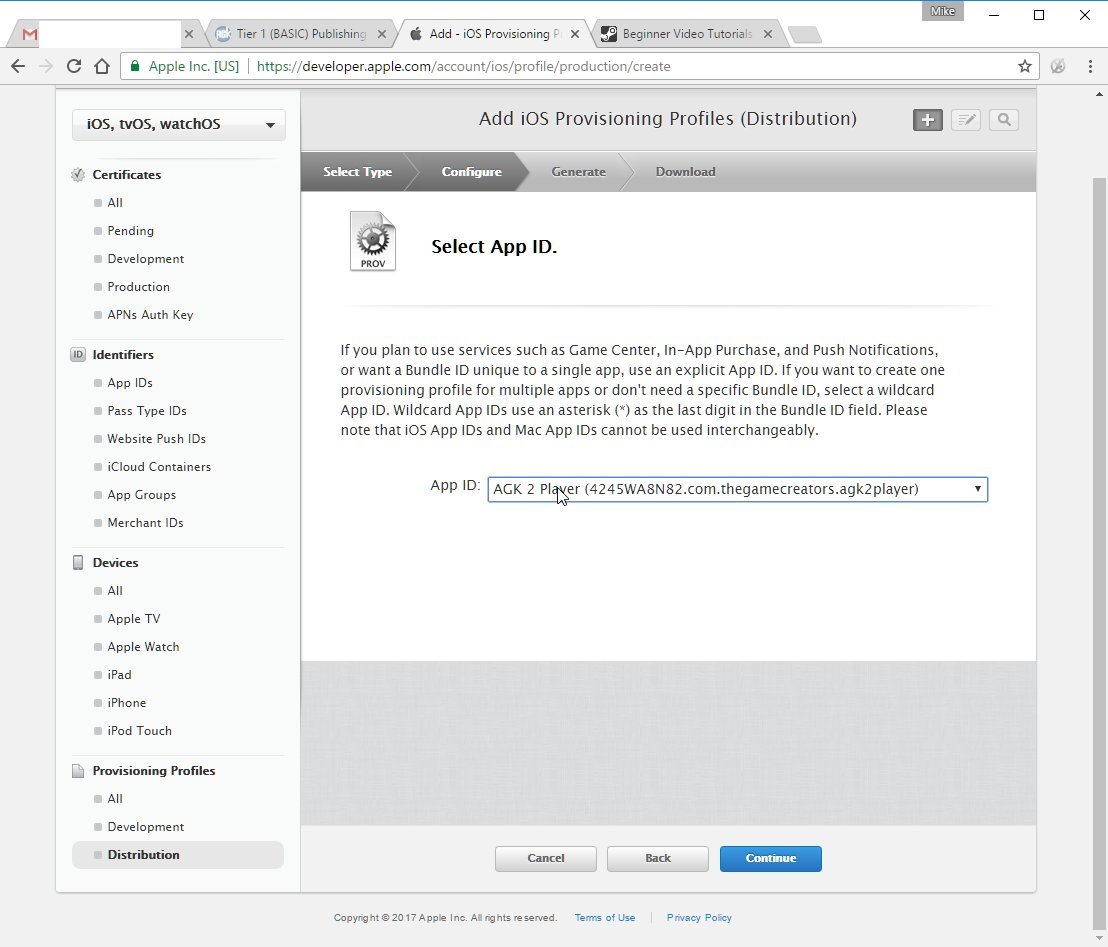 Mike
Tier 1 (BASIC) Publishing
Add - iOS Provisioning P
Beginner Video Tutorials
Apple Inc. [US]
https://developer.apple.com/account/ios/profile/production/create
iOS, tvOS, watchOS
Certificates
All
Pending
Development
Production
APNs Auth Key
ID Identifiers
App IDs
Pass Type IDs
Website Push IDs
iCloud Containers
App Groups
Merchant IDs
Devices
All
Apple TV
Apple Watch
iPad
iPhone
iPod Touch
Provisioning Profiles
All
Development
Distribution
Add iOS Provisioning Profiles (Distribution)
Select Type
Configure
Generate
Download
PROV
Select App ID.
If you plan to use services such as Game Center, In-App Purchase, and Push Notifications,
or want a Bundle ID unique to a single app, use an explicit App ID. If you want to create one
provisioning profile for multiple apps or don't need a specific Bundle ID, select a wildcard
App ID. Wildcard App IDs use an asterisk (*) as the last digit in the Bundle ID field. Please
note that iOS App IDs and Mac App IDs cannot be used interchangeably.
App ID: AGK 2 Player (4245WA8N82.com.thegamecreators.agk2player)
Cancel
Back
Continue
Copyright © 2017 Apple Inc. All rights reserved.
Terms of Use
Privacy Policy